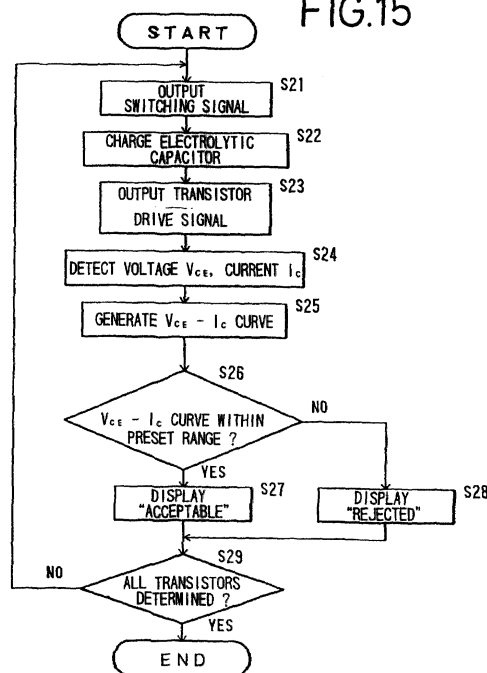 FIG.15
START
S21
OUTPUT
SWITCHING SIGNAL
S22
CHARGE ELECTROLYTIC
CAPACITOR
S23
OUTPUT TRANSISTOR
DRIVE SIGNAL
S24
DETECT VOLTAGE VCE, CURRENT Ic
S25
GENERATE VCE - Ic CURVE
S26
VCE - Ic CURVE WITHIN
PRESET RANGE ?
NO
YES
S27
DISPLAY
"ACCEPTABLE"
S28
DISPLAY
"REJECTED"
S29
NO
ALL TRANSISTORS
DETERMINED ?
YES
END